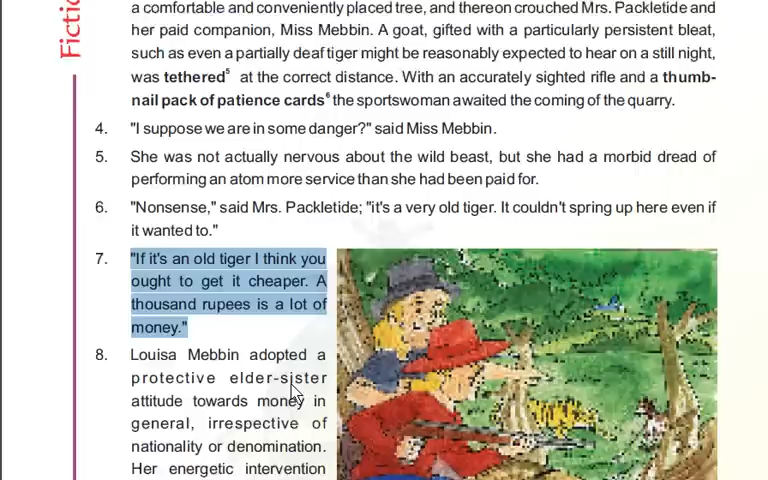 Fictio
a comfortable and conveniently placed tree, and thereon crouched Mrs. Packletide and
her paid companion, Miss Mebbin. A goat, gifted with a particularly persistent bleat,
such as even a partially deaf tiger might be reasonably expected to hear on a still night,
was tethered5 at the correct distance. With an accurately sighted rifle and a thumb-
nail pack of patience cards6 the sportswoman awaited the coming of the quarry.
4. "I suppose we are in some danger?" said Miss Mebbin.
5. She was not actually nervous about the wild beast, but she had a morbid dread of
performing an atom more service than she had been paid for.
6. "Nonsense," said Mrs. Packletide; "it's a very old tiger. It couldn't spring up here even if
it wanted to."
7. "If it's an old tiger I think you
ought to get it cheaper. A
thousand rupees is a lot of
money."
8. Louisa Mebbin adopted a
protective elder-sister
attitude towards money in
general, irrespective of
nationality or denomination.
Her energetic intervention